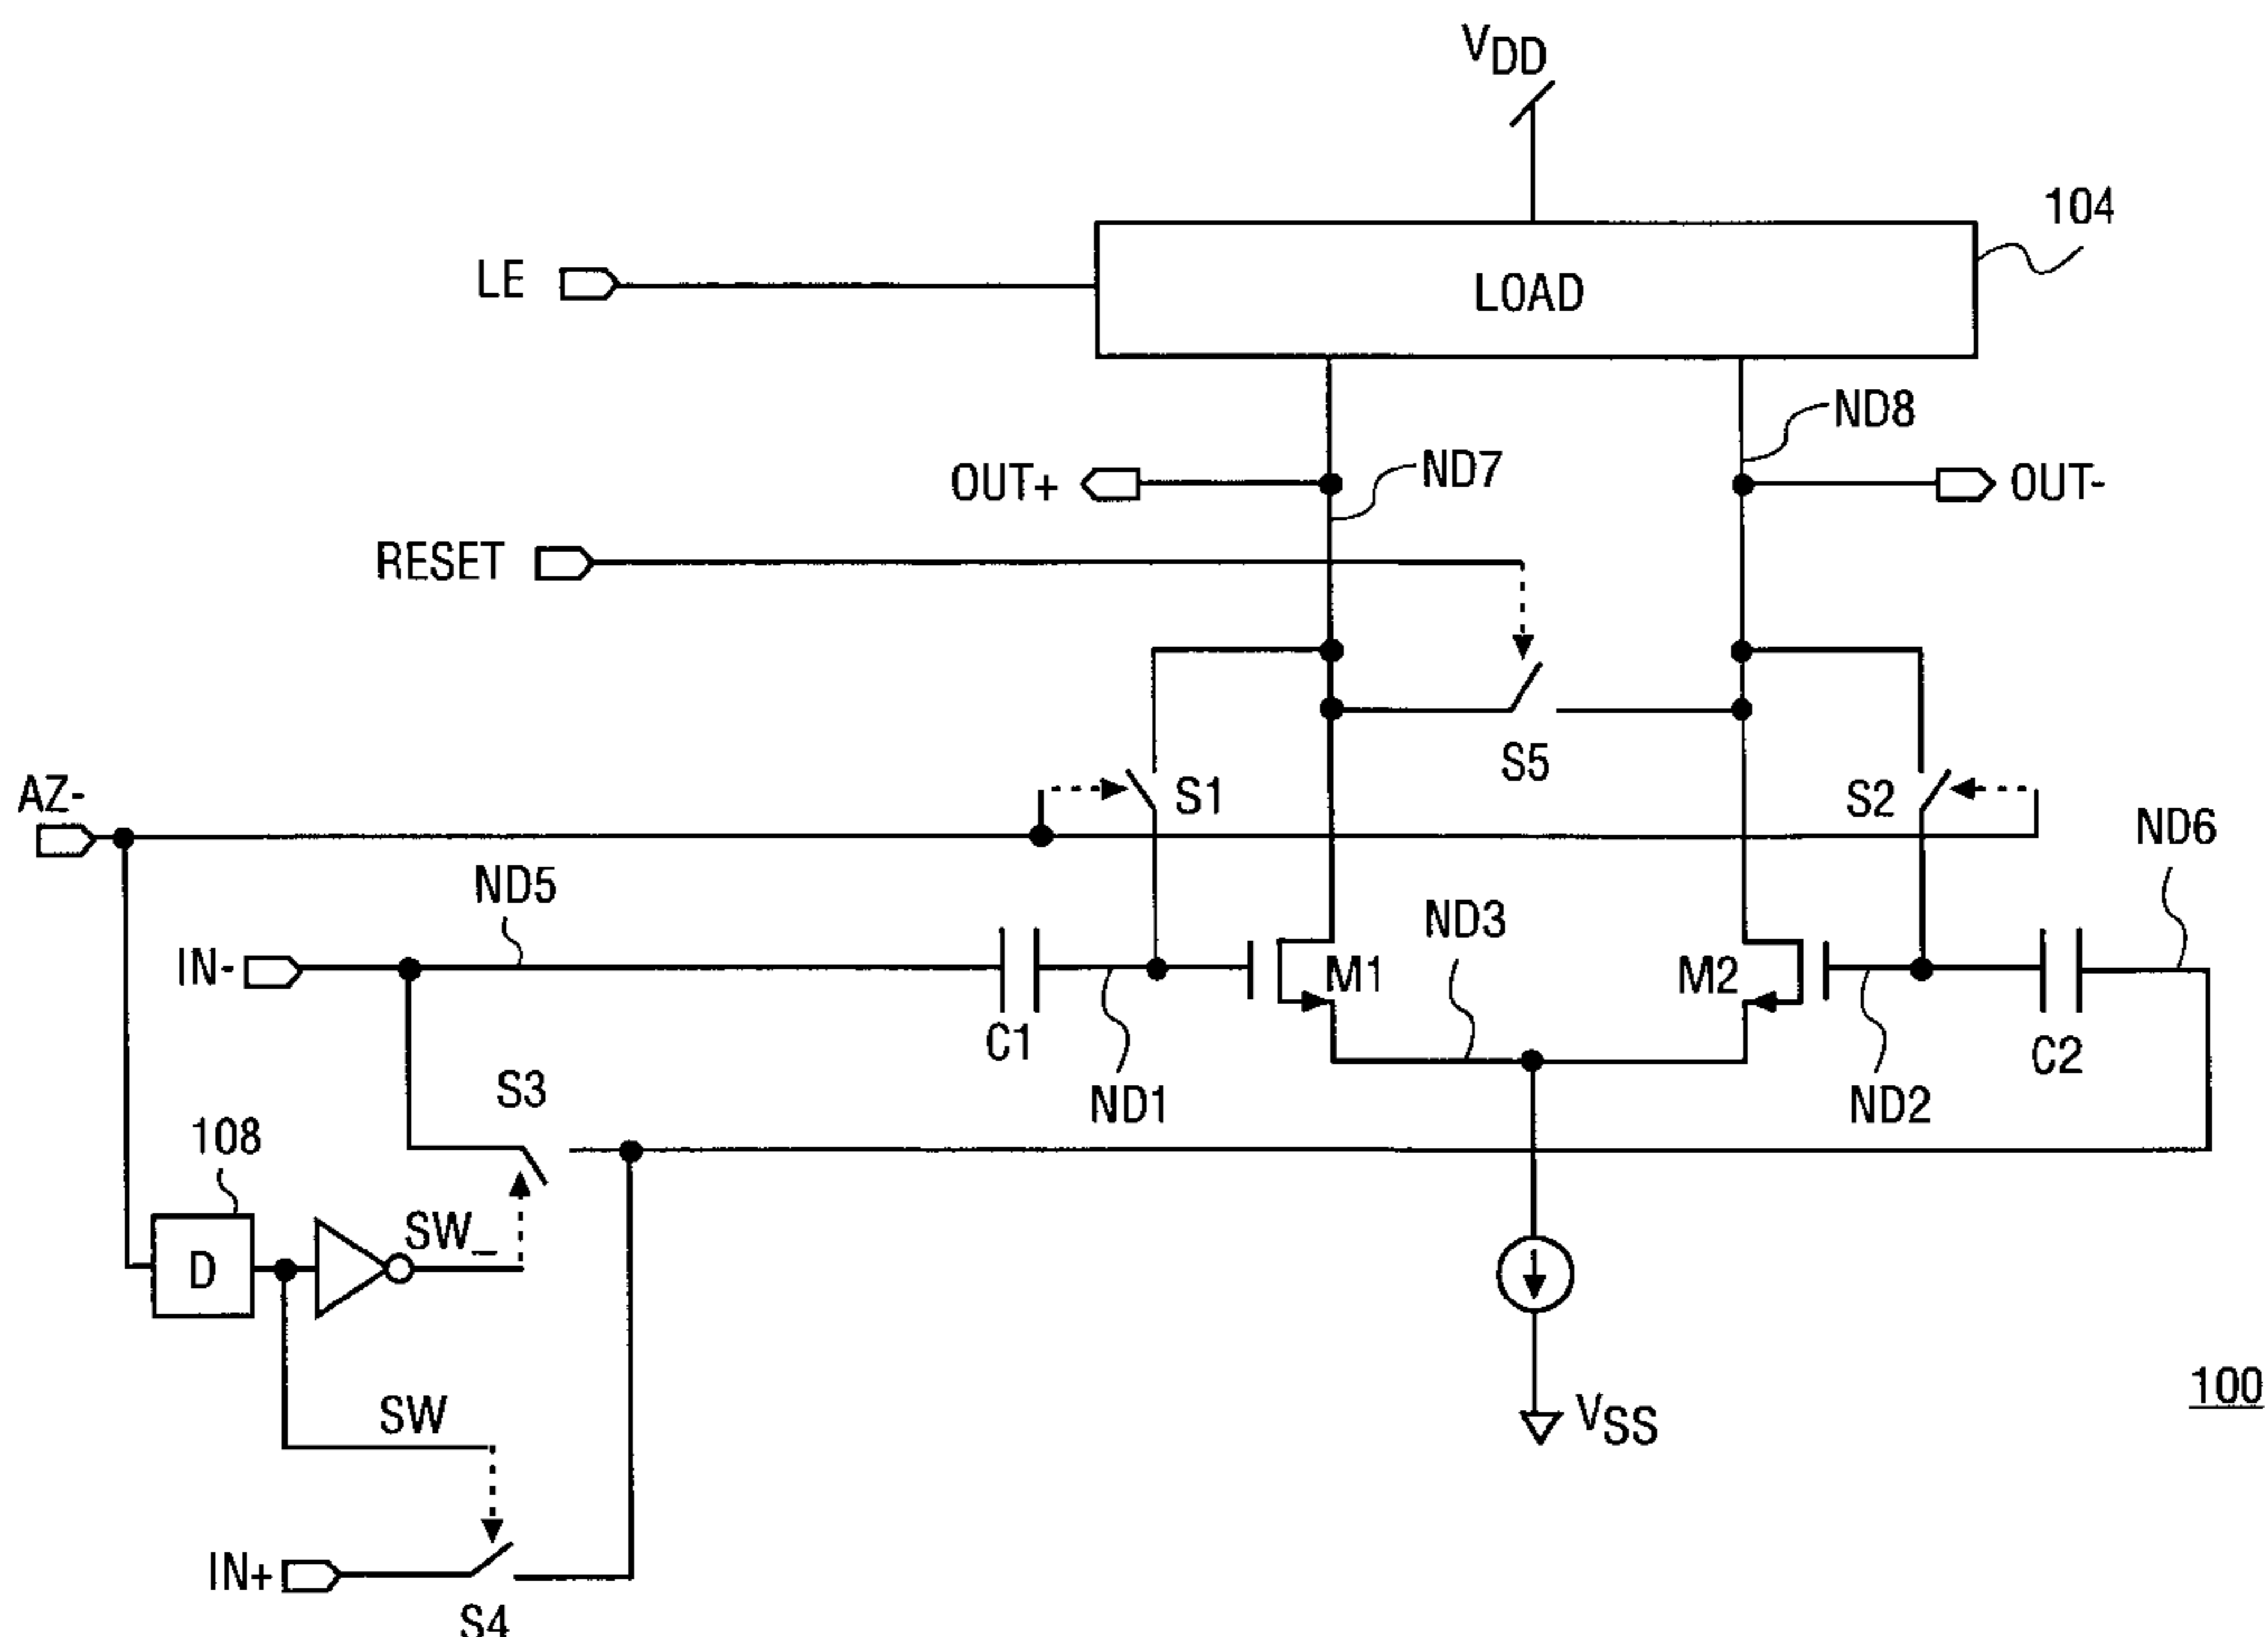 VDD
104
LE
LOAD
ND8
ND7
OUT+
OUT-
RESET
S5
AZ-
S1
S2
ND6
ND5
ND3
IN-
M1
M2
C1
C2
S3
ND1
ND2
108
SW_
D
100
SW
VSS
IN+
S4